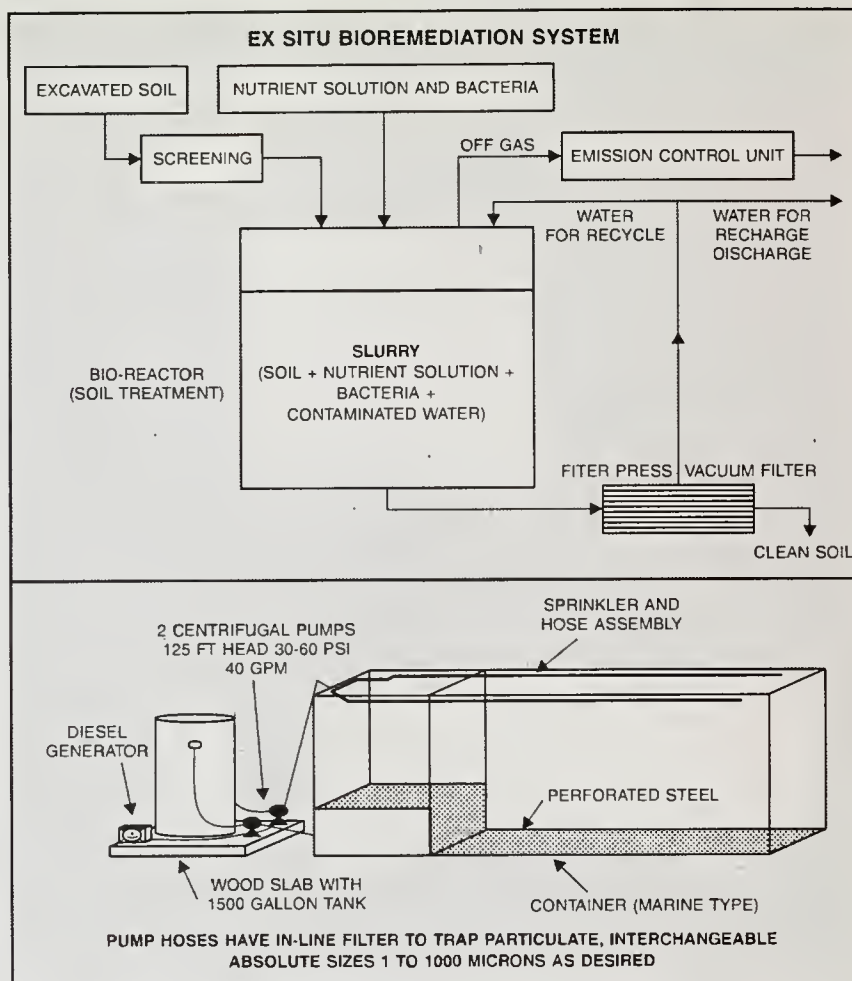 EX SITU BIOREMEDIATION SYSTEM
EXCAVATED SOIL
NUTRIENT SOLUTION AND BACTERIA
SCREENING
OFF GAS
EMISSION CONTROL UNIT
WATER
FOR RECYCLE
WATER FOR
RECHARGE
DISCHARGE
BIO-REACTOR
(SOIL TREATMENT)
SLURRY
(SOIL + NUTRIENT SOLUTION +
BACTERIA +
CONTAMINATED WATER)
FITER PRESS
VACUUM FILTER
CLEAN SOIL
2 CENTRIFUGAL PUMPS
125 FT HEAD 30-60 PSI
40 GPM
SPRINKLER AND
HOSE ASSEMBLY
DIESEL
GENERATOR
PERFORATED STEEL
WOOD SLAB WITH
1500 GALLON TANK
CONTAINER (MARINE TYPE)
PUMP HOSES HAVE IN-LINE FILTER TO TRAP PARTICULATE, INTERCHANGEABLE
ABSOLUTE SIZES 1 TO 1000 MICRONS AS DESIRED